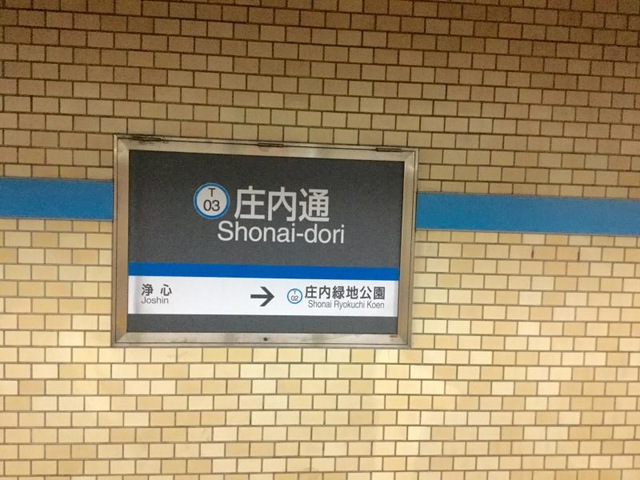 T
03
庄内通
Shonai-dori
浄心
Joshin
→
T
02
庄内緑地公園
Shonai Ryokuchi Koen